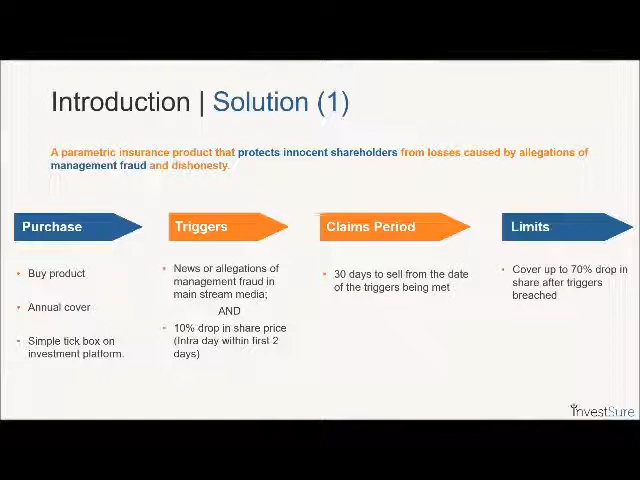 Introduction | Solution (1)
A parametric insurance product that protects innocent shareholders from losses caused by allegations of
management fraud and dishonesty.
Purchase
Triggers
Claims Period
Limits
• Buy product
• Annual cover
• Simple tick box on
investment platform.
• News or allegations of
management fraud in
main stream media;
AND
• 10% drop in share price
(Intra day within first 2
days)
• 30 days to sell from the date
of the triggers being met
• Cover up to 70% drop in
share after triggers
breached
InvestSure